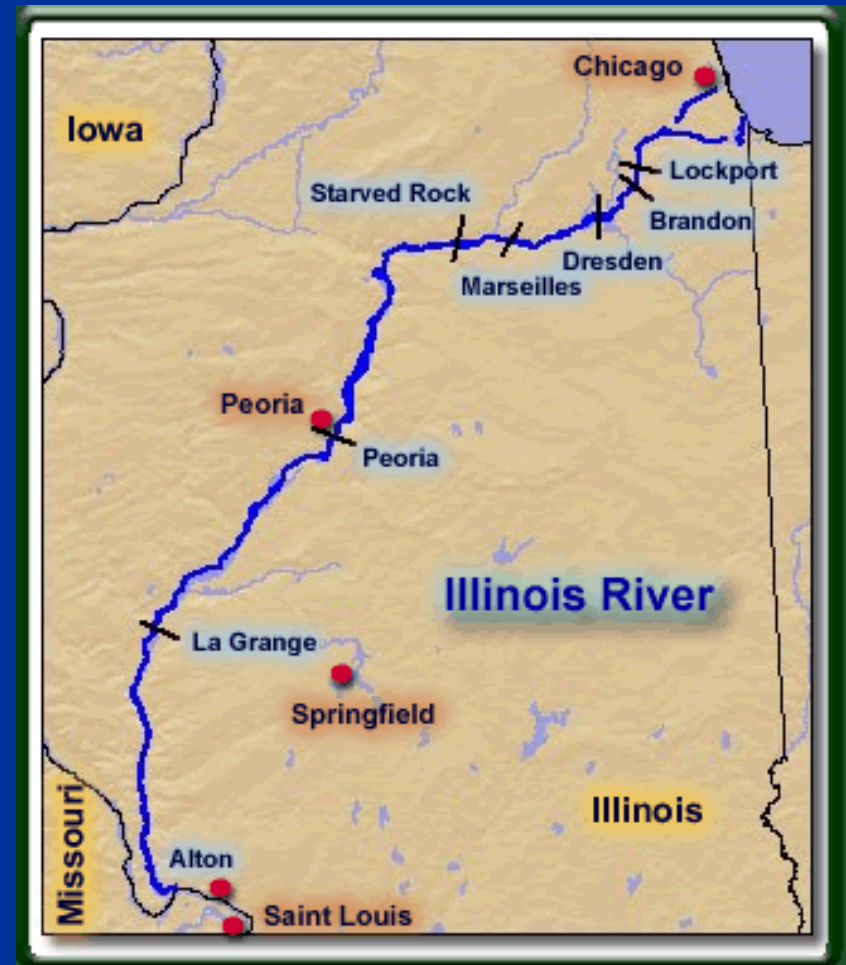 Chicago
Iowa
Lockport
Starved Rock
Brandon
Dresden
Marseilles
Peoria
Peoria
Illinois River
La Grange
Springfield
Illinois
Missouri
Alton
Saint Louis